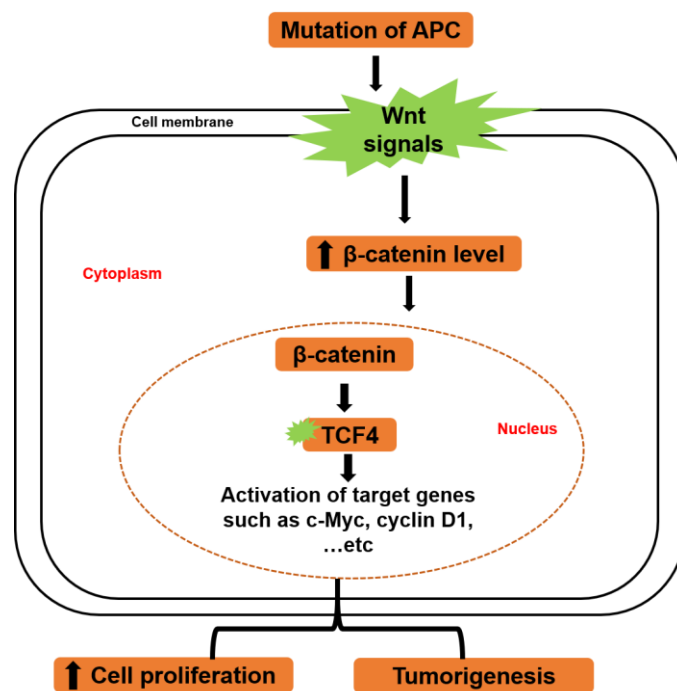 Mutation of APC
Cell membrane
Wnt
signals
β-catenin level
Cytoplasm
β-catenin
TCF4
Nucleus
Activation of target genes
such as c-Myc, cyclin D1,
...etc
Cell proliferation
Tumorigenesis